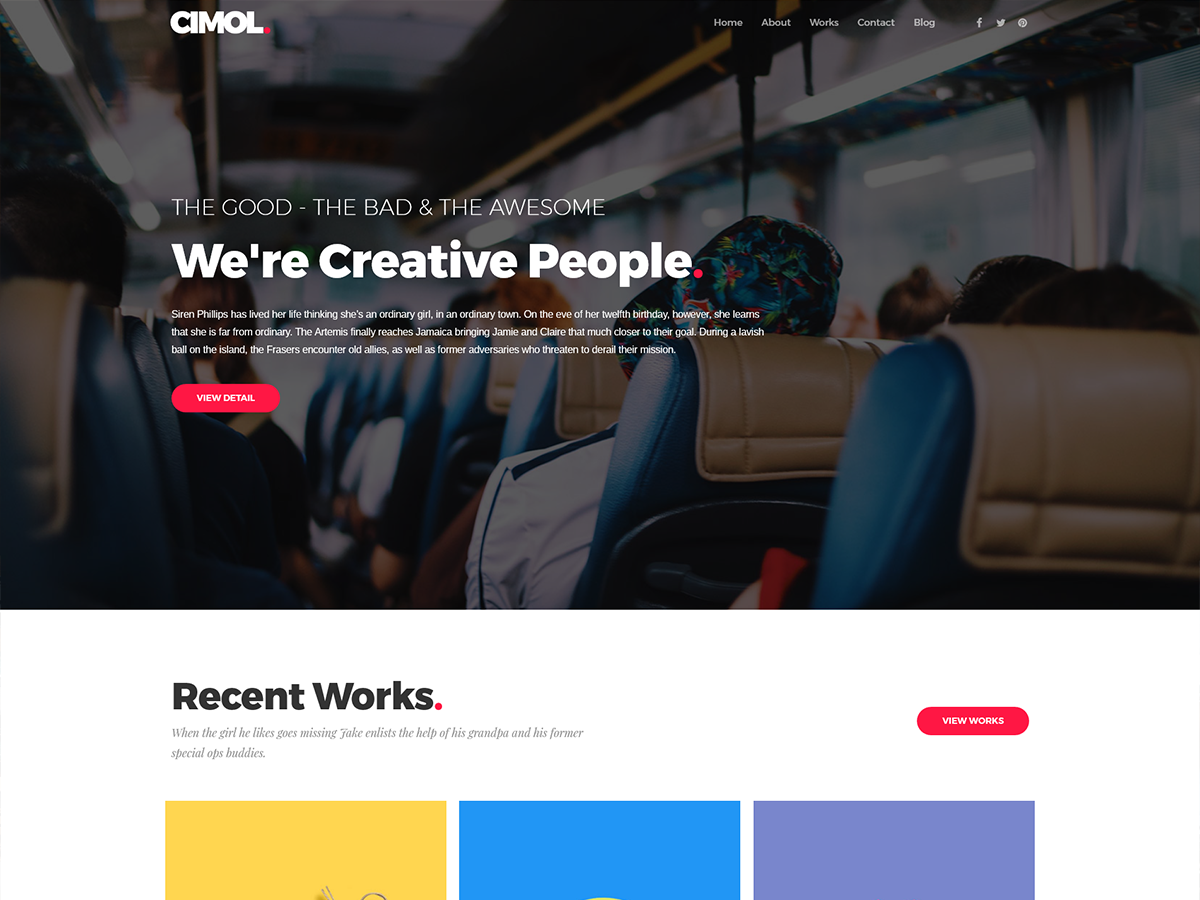 CIMOL.
Home About Works Contact Blog
THE GOOD - THE BAD & THE AWESOME
We're Creative People.
Siren Phillips has lived her life thinking she's an ordinary girl, in an ordinary town. On the eve of her twelfth birthday, however, she learns
that she is far from ordinary. The Artemis finally reaches Jamaica bringing Jamie and Claire that much closer to their goal. During a lavish
ball on the island, the Frasers encounter old allies, as well as former adversaries who threaten to derail their mission.
VIEW DETAIL
Recent Works.
When the girl he likes goes missing Jake enlists the help of his grandpa and his former
special ops buddies.
VIEW WORKS